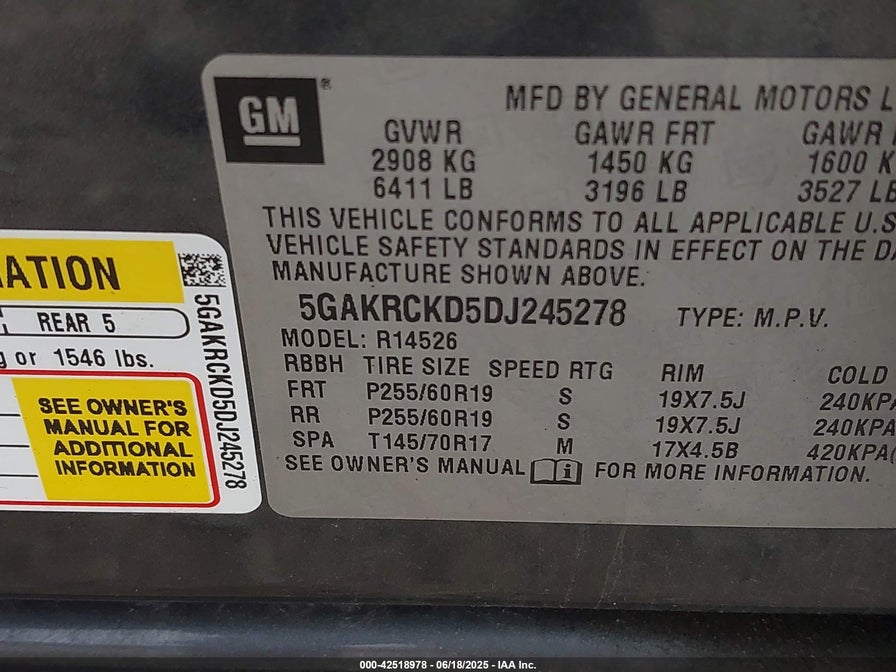 GM ®
MFD BY GENERAL MOTORS L
GVWR GAWR FRT GAWR
2908 KG 1450 KG 1600 K
6411 LB 3196 LB 3527 LB
THIS VEHICLE CONFORMS TO ALL APPLICABLE U.S
VEHICLE SAFETY STANDARDS IN EFFECT ON THE DA
MANUFACTURE SHOWN ABOVE.
5GAKRCKD5DJ245278 TYPE: M.P.V.
MODEL: R14526
RBBH TIRE SIZE SPEED RTG RIM COLD
FRT P255/60R19 S 19X7.5J 240KPA
RR P255/60R19 S 19X7.5J 240KPA
SPA T145/70R17 M 17X4.5B 420KPA(
SEE OWNER'S MANUAL i FOR MORE INFORMATION.
ATION
REAR 5
g or 1546 lbs.
SEE OWNER'S
MANUAL FOR
ADDITIONAL
INFORMATION
5GAKRCKD5DJ245278
000-42518978 - 06/18/2025 - IAA Inc.